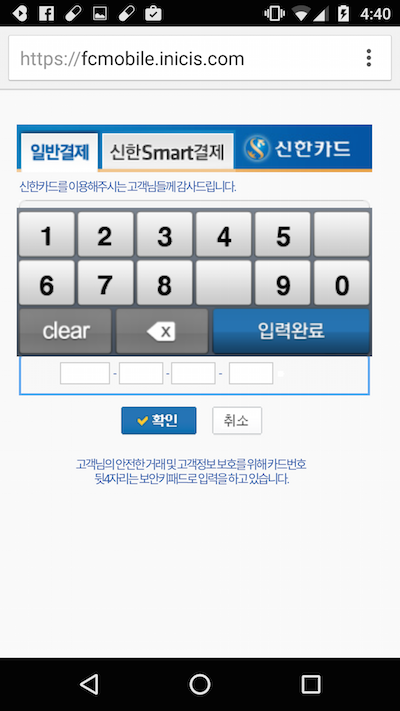 4:40
https://fcmobile.inicis.com
일반결제 신한Smart결제 신한카드
신한카드를 이용해주시는 고객님들께 감사드립니다.
1 2 3 4 5
6 7 8 9 0
clear 입력완료
- - -
확인 취소
고객님의 안전한 거래 및 고객정보 보호를 위해 카드번호
뒷4자리는 보안키패드로 입력을 하고 있습니다.